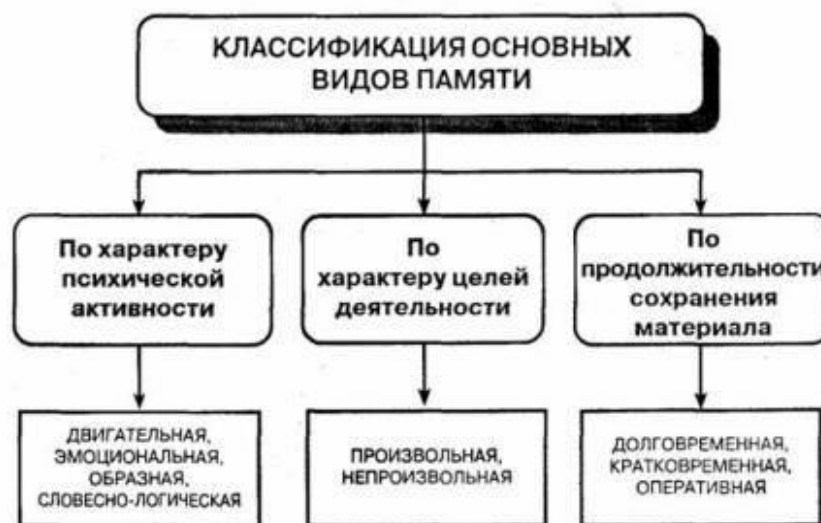 КЛАССИФИКАЦИЯ ОСНОВНЫХ
ВИДОВ ПАМЯТИ
По характеру
психической
активности
По
характеру целей
деятельности
По
продолжительности
сохранения
материала
ДВИГАТЕЛЬНАЯ,
ЭМОЦИОНАЛЬНАЯ,
ОБРАЗНАЯ,
СЛОВЕСНО-ЛОГИЧЕСКАЯ
ПРОИЗВОЛЬНАЯ,
НЕПРОИЗВОЛЬНАЯ
ДОЛГОВРЕМЕННАЯ,
КРАТКОВРЕМЕННАЯ,
ОПЕРАТИВНАЯ